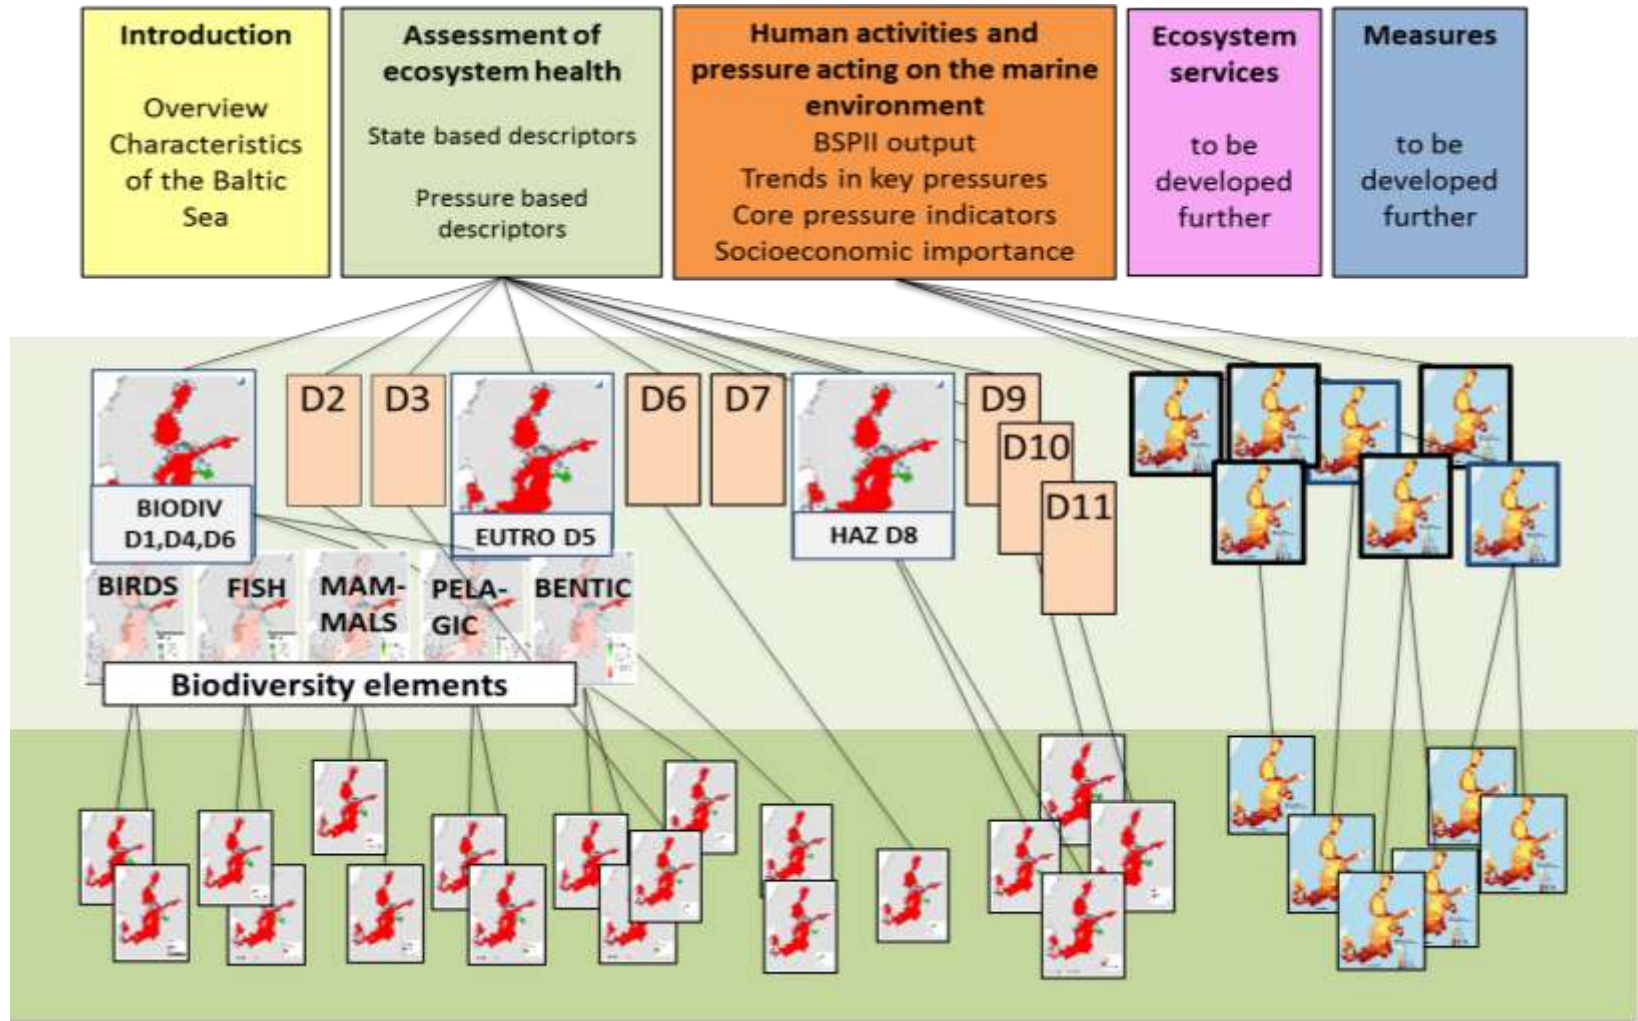 Introduction
Overview
Characteristics
of the Baltic
Sea
Assessment of
ecosystem health
State based descriptors
Pressure based
descriptors
Human activities and
pressure acting on the marine
environment
BSPII output
Trends in key pressures
Core pressure indicators
Socioeconomic importance
Ecosystem
services
to be
developed
further
Measures
to be
developed
further
BIODIV
D1,D4,D6
D2
D3
EUTRO D5
D6
D7
HAZ D8
D9
D10
D11
BIRDS
FISH
MAM-
MALS
PELA-
GIC
BENTIC
Biodiversity elements